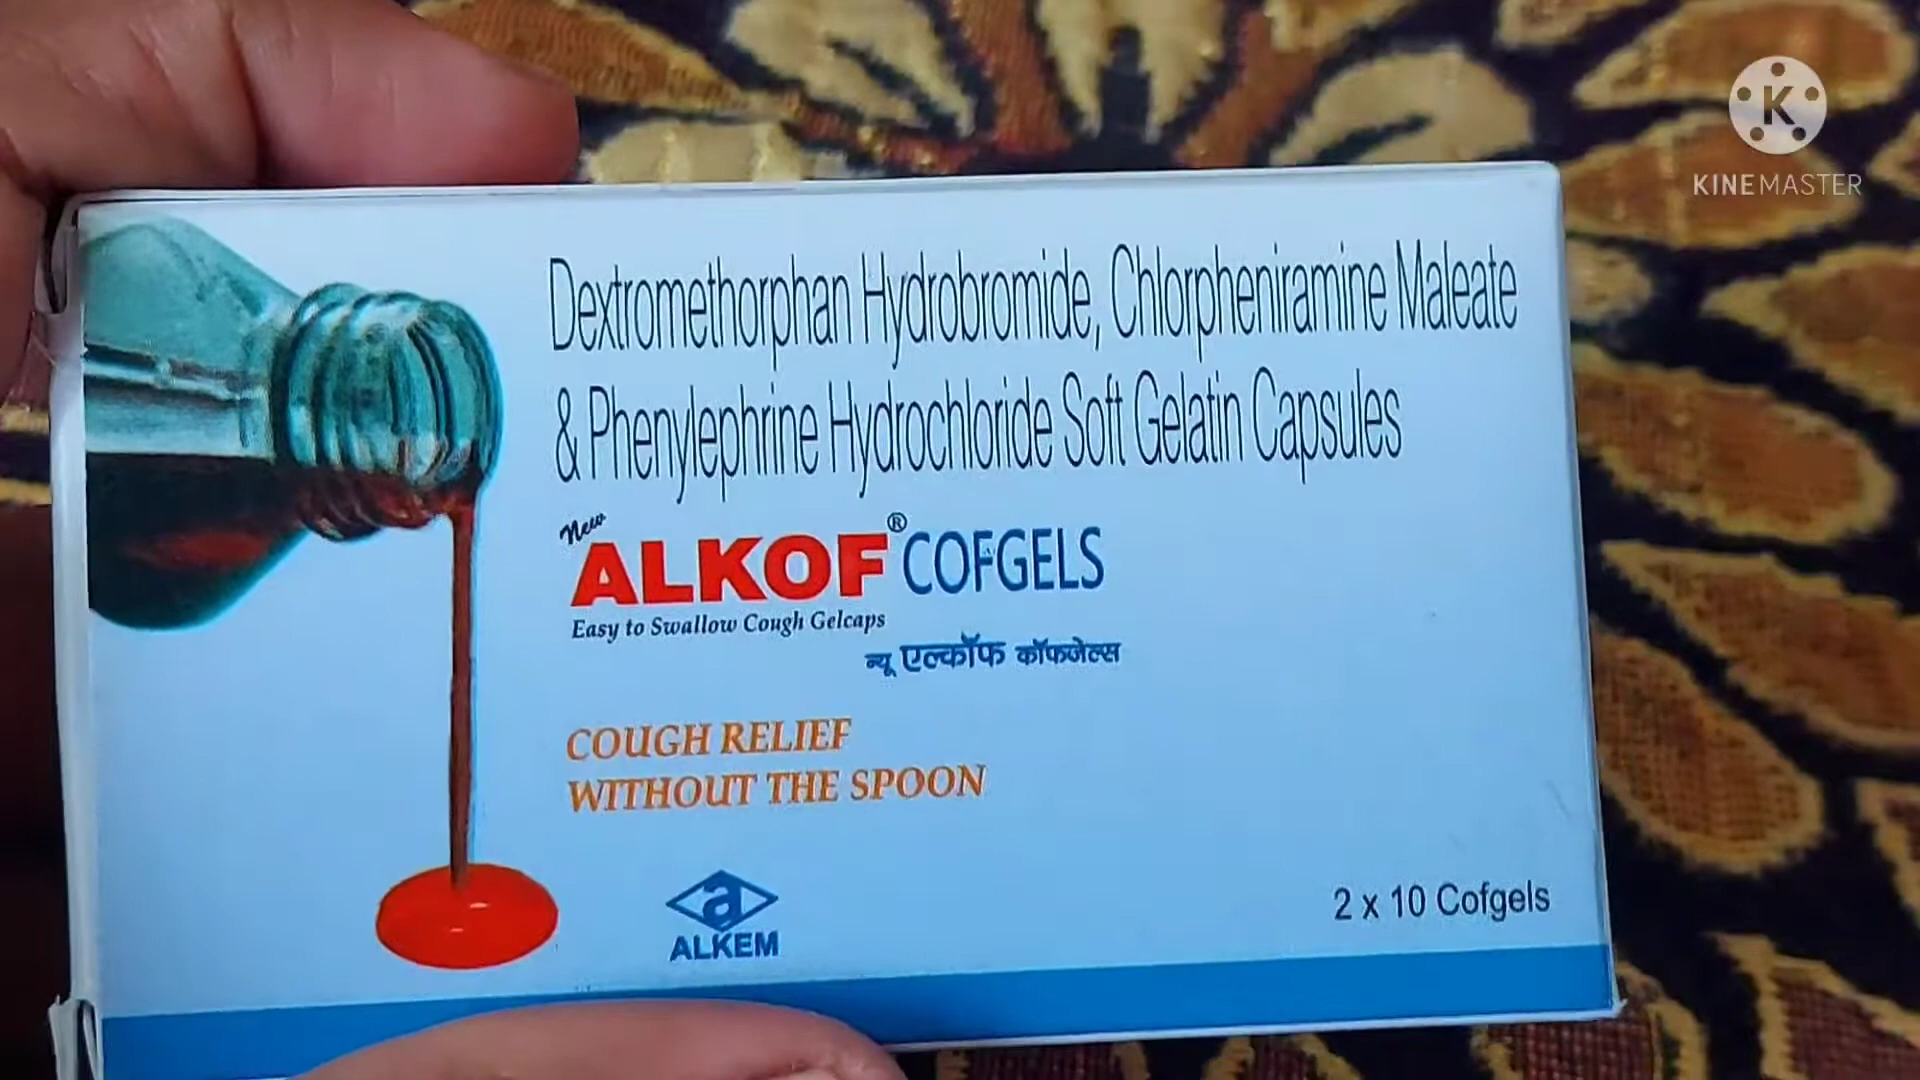 KINEMASTER
Dextromethorphan Hydrobromide, Chlorpheniramine Maleate
& Phenylephrine Hydrochloride Soft Gelatin Capsules
New
ALKOF® COFGELS
Easy to Swallow Cough Gelcaps
न्यू एल्कॉफ कॉफजेल्स
COUGH RELIEF
WITHOUT THE SPOON
a
ALKEM
2 x 10 Cofgels